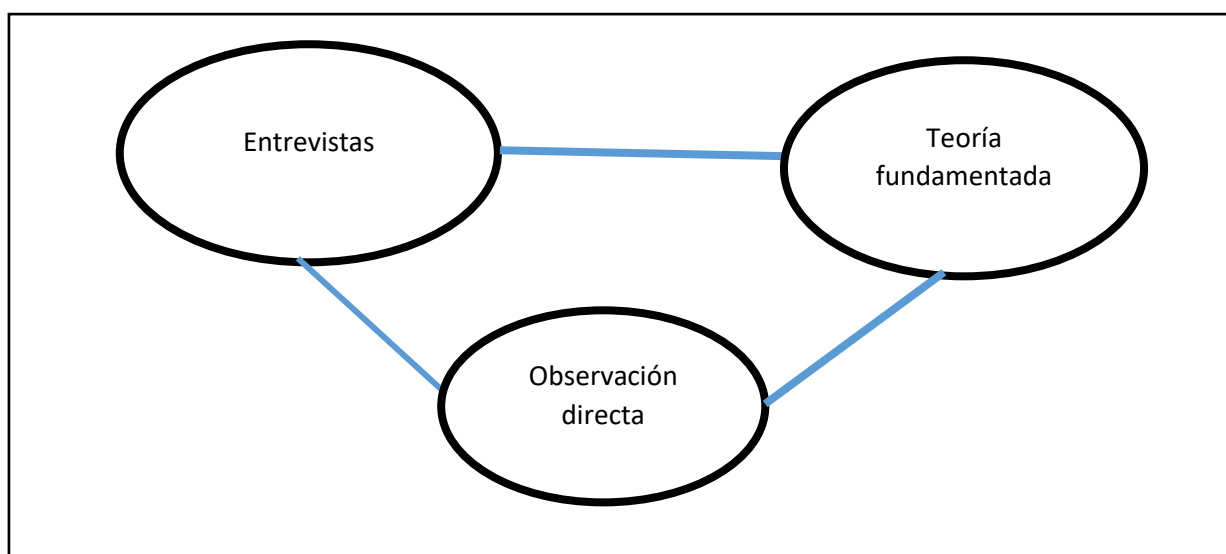 Entrevistas
Teoría
fundamentada
Observación
directa